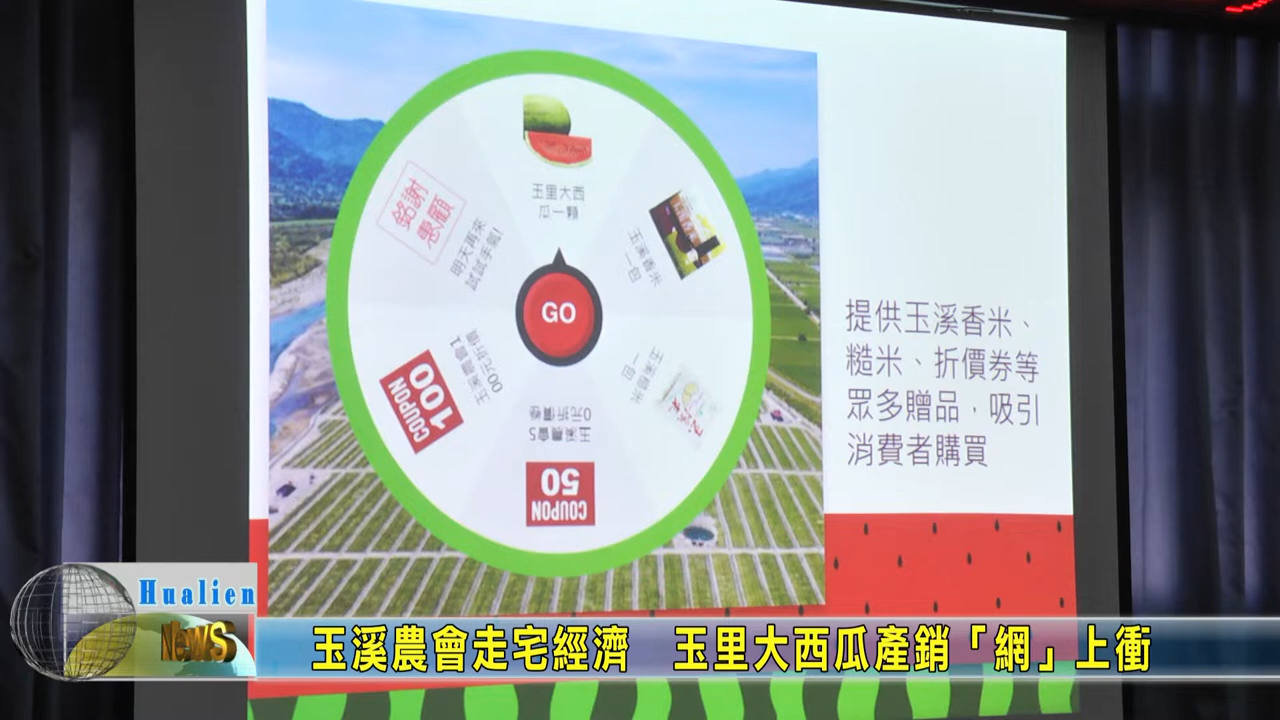 玉里大西
瓜一顆
玉溪香米
一包
玉溪香米
一包
玉溪農會5
0元折價卷
COUPON
50
玉溪農會1
00元折價
COUPON
100
銘謝
惠顧
明天再來
試試手氣!
GO
提供玉溪香米、
糙米、折價券等
眾多贈品,吸引
消費者購買
Hualien
News
玉溪農會走宅經濟 玉里大西瓜產銷「網」上衝